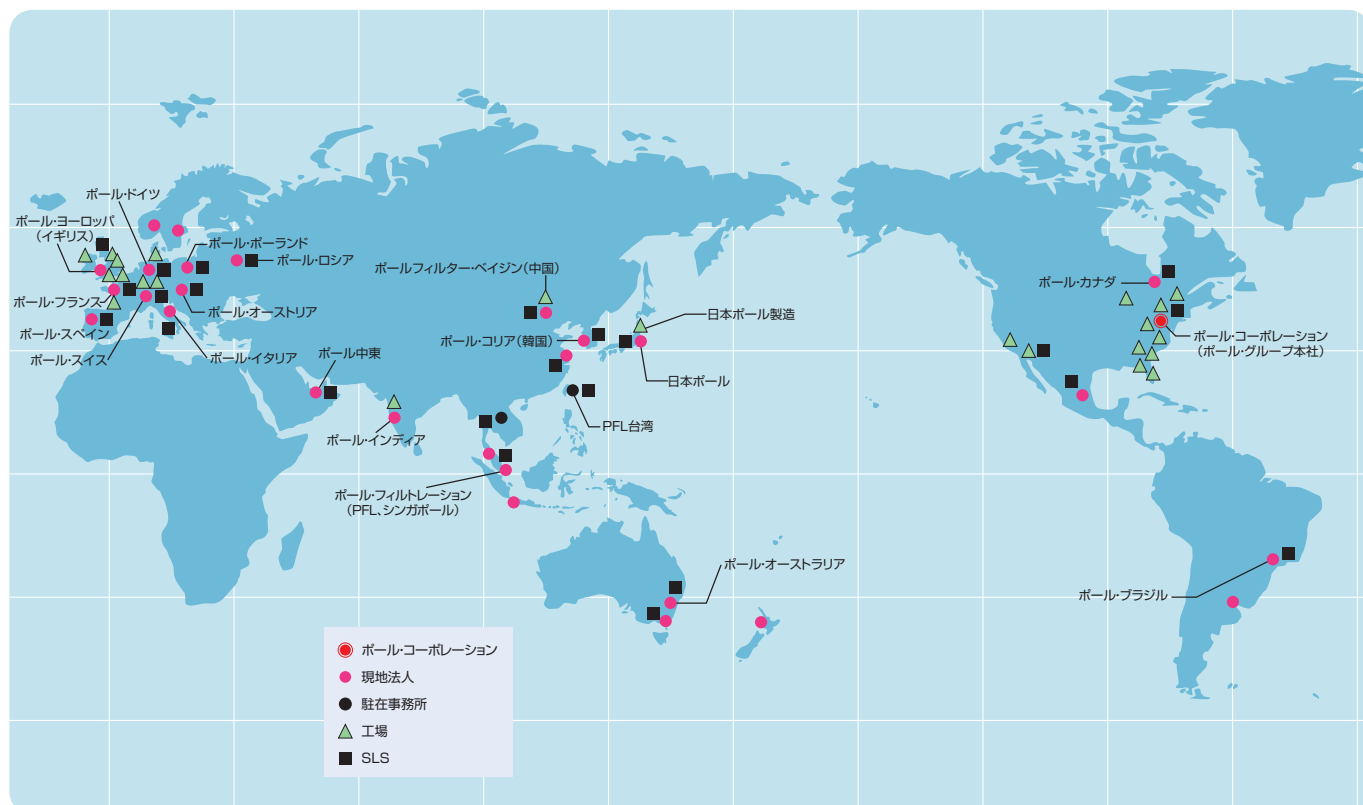 ポール・ドイツ
ポール・ヨーロッパ
（イギリス）
ポール・ポーランド
ポール・ロシア
ポールフィルター・ベイジン（中国）
ポール・カナダ
ポール・フランス
ポール・オーストリア
日本ポール製造
ポール・スペイン
ポール・コリア（韓国）
ポール・コーポレーション
（ポール・グループ本社）
ポール・スイス
ポール・イタリア
ポール中東
日本ポール
PFL台湾
ポール・インディア
ポール・フィルトレーション
（PFL、シンガポール）
ポール・オーストラリア
ポール・ブラジル
ポール・コーポレーション
現地法人
駐在事務所
工場
SLS